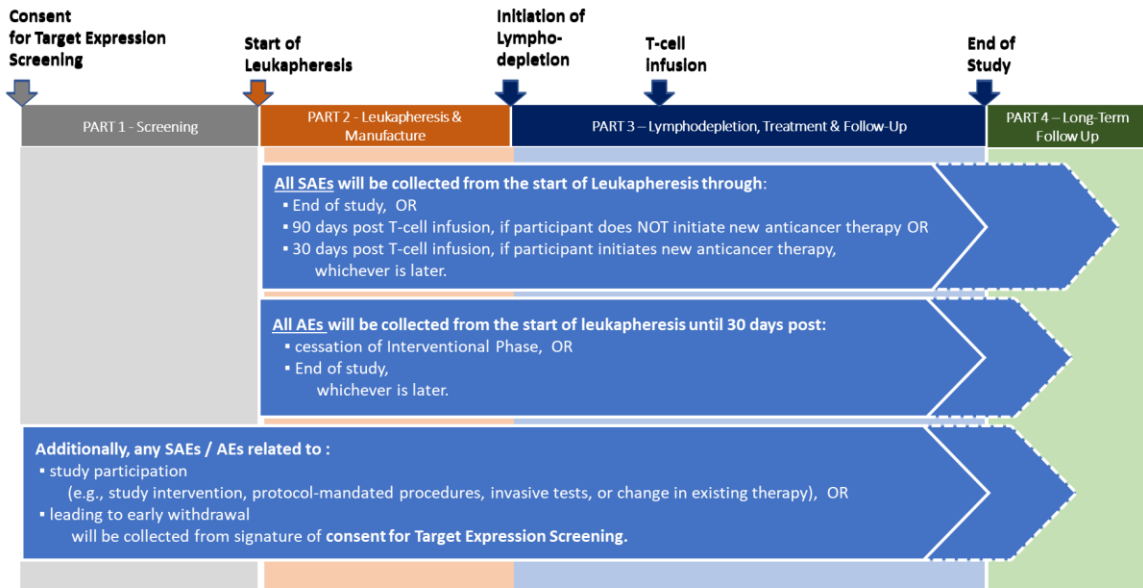 Consent
for Target Expression
Screening
Start of
Leukapheresis
Initiation of
Lympho-
depletion
T-cell
infusion
End of
Study
PART 1 - Screening
PART 2 - Leukapheresis &
Manufacture
PART 3 – Lymphodepletion, Treatment & Follow-Up
PART 4 – Long-Term
Follow Up
All SAEs will be collected from the start of Leukapheresis through:
▪ End of study, OR
▪ 90 days post T-cell infusion, if participant does NOT initiate new anticancer therapy OR
▪ 30 days post T-cell infusion, if participant initiates new anticancer therapy,
whichever is later.
All AEs will be collected from the start of leukapheresis until 30 days post:
▪ cessation of Interventional Phase, OR
▪ End of study,
whichever is later.
Additionally, any SAEs / AEs related to :
▪ study participation
(e.g., study intervention, protocol-mandated procedures, invasive tests, or change in existing therapy), OR
▪ leading to early withdrawal
will be collected from signature of consent for Target Expression Screening.